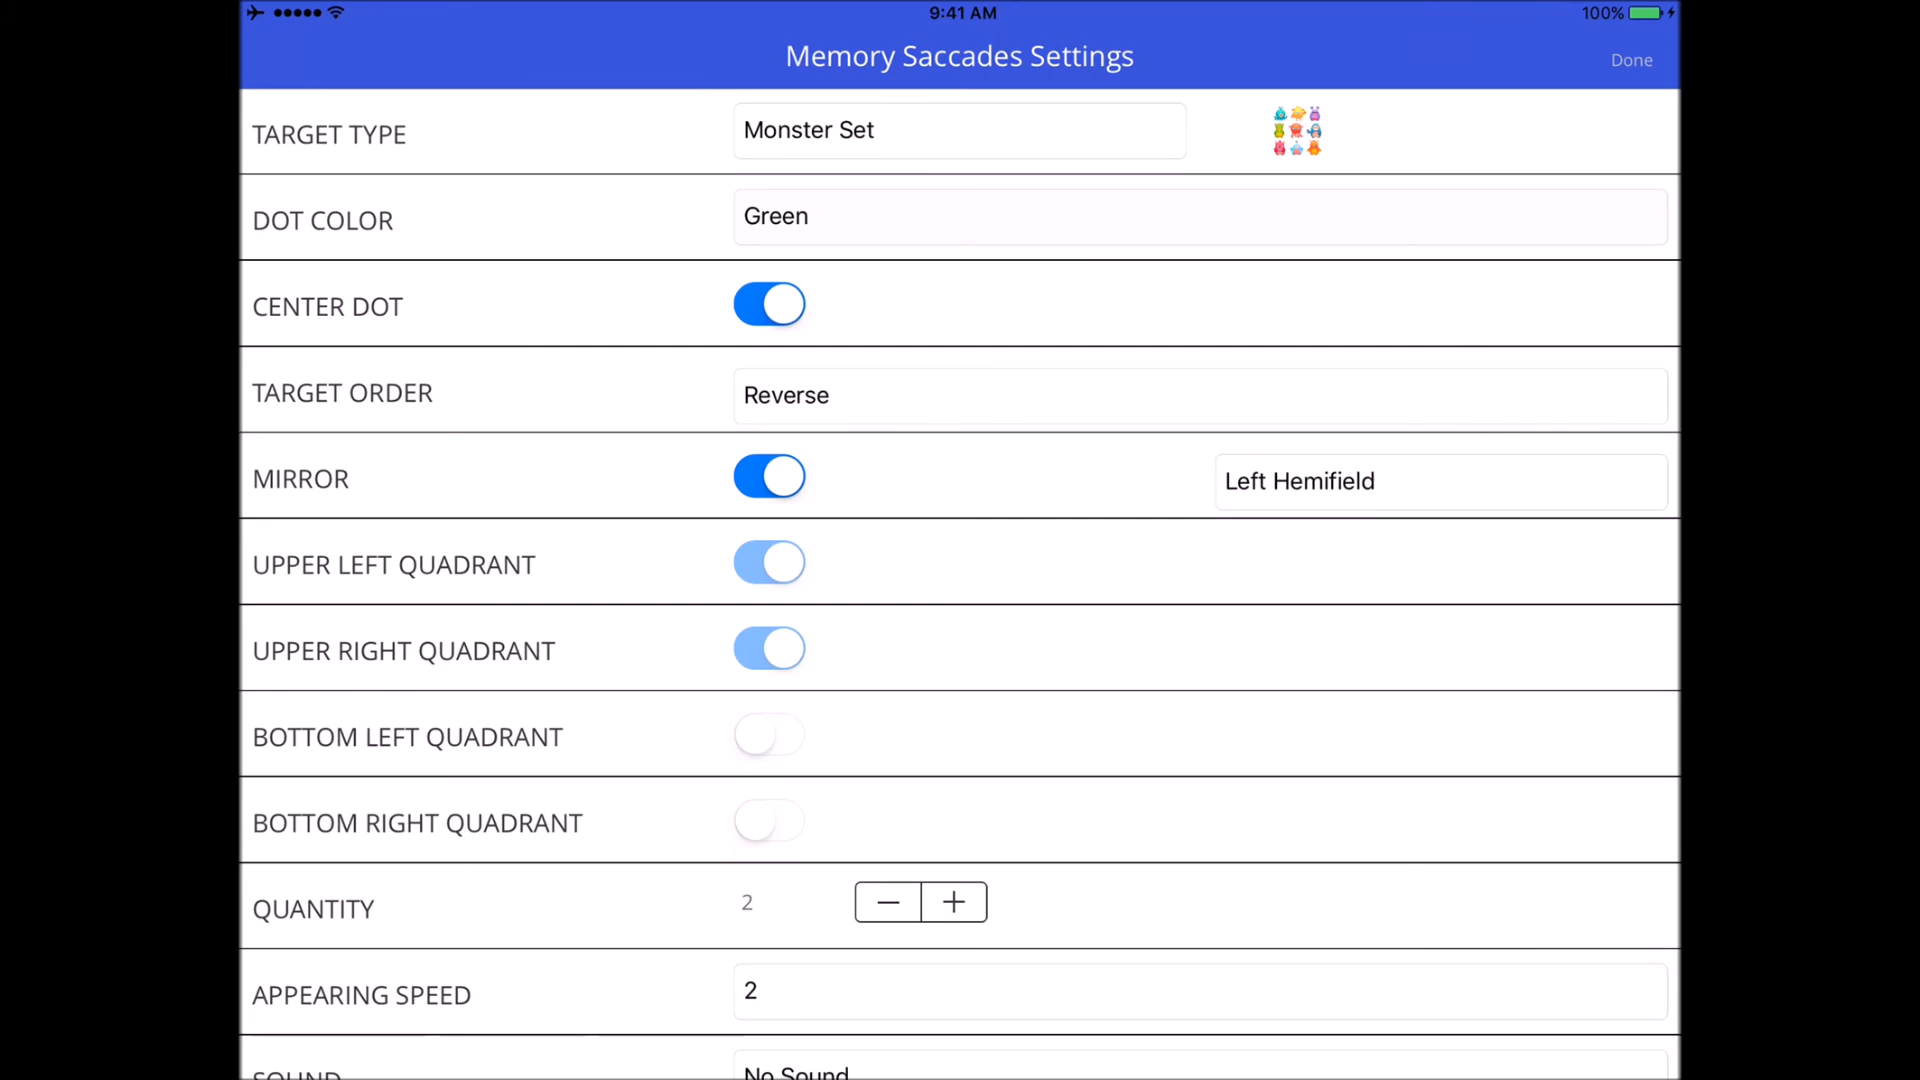 9:41 AM
100%
Memory Saccades Settings
Done
TARGET TYPE
Monster Set
DOT COLOR
Green
CENTER DOT
TARGET ORDER
Reverse
MIRROR
Left Hemifield
UPPER LEFT QUADRANT
UPPER RIGHT QUADRANT
BOTTOM LEFT QUADRANT
BOTTOM RIGHT QUADRANT
QUANTITY
2
APPEARING SPEED
2
SOUND
No Sound